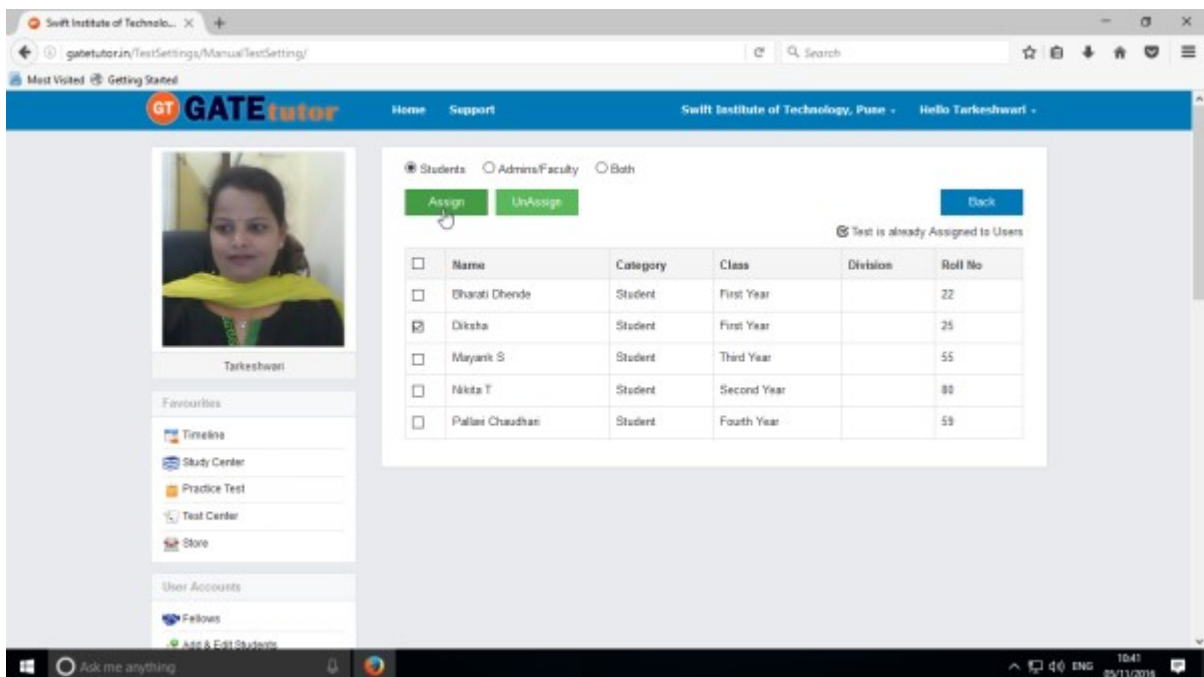 Swift Institute of Technolo...
gatetutor.in/TestSettings/ManualTestSetting/
Search
Most Visited Getting Started
GT GATEtutor Home Support Swift Institute of Technology, Pune Hello Tarkeshwari
Students Admins/Faculty Both
Assign UnAssign Back
Test is already Assigned to Users
Name Category Class Division Roll No
Bharati Dhende Student First Year 22
Diksha Student First Year 25
Mayank S Student Third Year 55
Nikita T Student Second Year 80
Pallavi Chaudhari Student Fourth Year 59
Tarkeshwari
Favourites
Timeline
Study Center
Practice Test
Test Center
Store
User Accounts
Fellows
Add & Edit Students
Ask me anything
ENG
10:41
05/11/2016